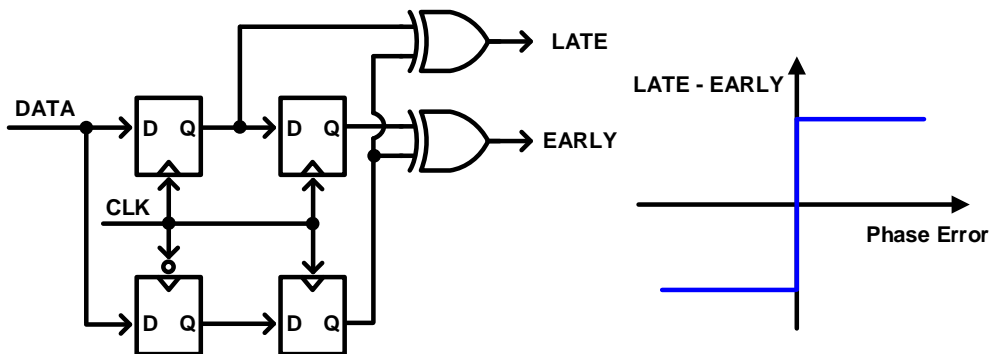 LATE
LATE - EARLY
DATA
D Q
D Q
EARLY
CLK
Phase Error
D Q
D Q